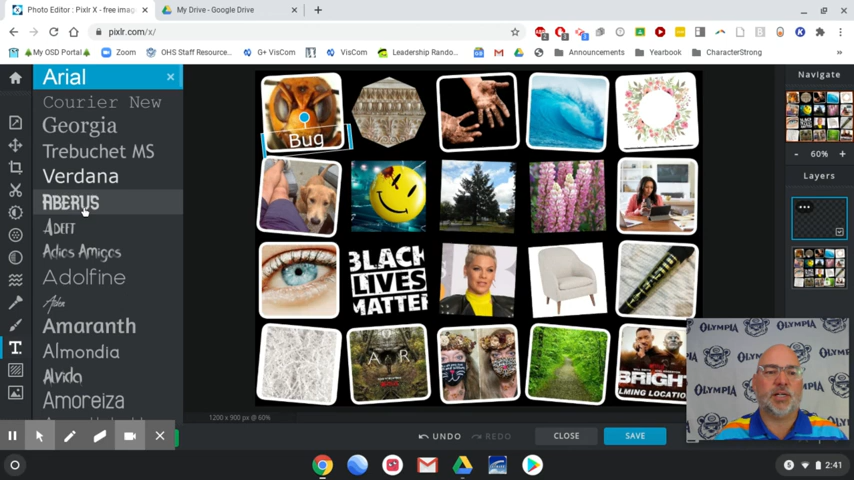 Photo Editor : Pixlr X - free imag
My Drive - Google Drive
pixlr.com/x/
My OSD Portal
Zoom
OHS Staff Resource...
G+ VisCom
VisCom
Leadership Rando...
Announcements
Yearbook
CharacterStrong
Arial
Courier New
Georgia
Trebuchet MS
Verdana
ABERUS
Adeft
Adios Amigos
Adolfine
Amaranth
Almondia
Alvida
Amoreiza
Bug
BLACK
LIVES
MATTER
BRIGHT
LMING LOCATION
Navigate
60%
Layers
1200 x 900 px @ 60%
UNDO
REDO
CLOSE
SAVE
OLYMPIA
OLYMPIA
2:41